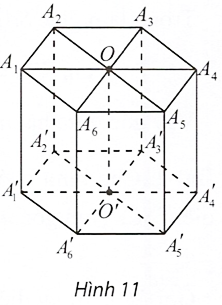 A₂ A₃
A₁ O A₄
A₆ A₅
A′₂ A′₃
A′₁ O′ A′₄
A′₆ A′₅
Hình 11